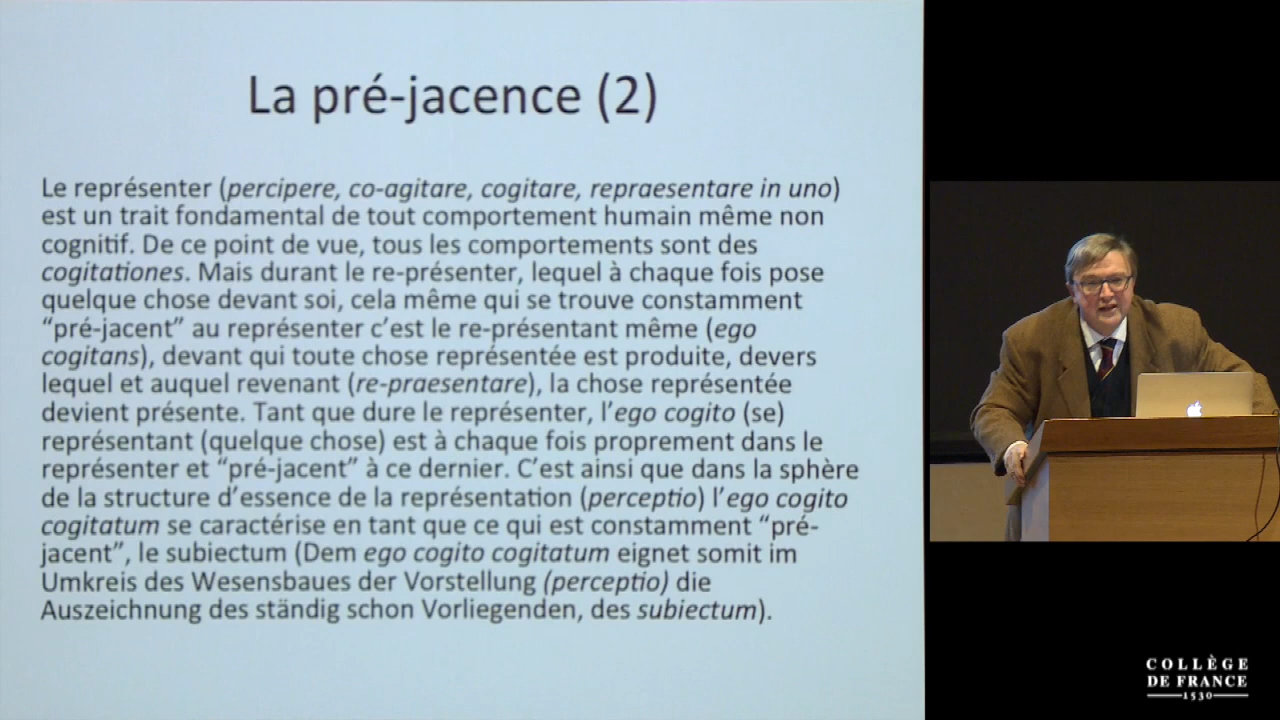 La pré-jacence (2)
Le représenter (percipere, co-agitare, cogitare, repraesentare in uno)
est un trait fondamental de tout comportement humain même non
cognitif. De ce point de vue, tous les comportements sont des
cogitationes. Mais durant le re-présenter, lequel à chaque fois pose
quelque chose devant soi, cela même qui se trouve constamment
“pré-jacent” au représenter c’est le re-présentant même (ego
cogitans), devant qui toute chose représentée est produite, devers
lequel et auquel revenant (re-praesentare), la chose représentée
devient présente. Tant que dure le représenter, l’ego cogito (se)
représentant (quelque chose) est à chaque fois proprement dans le
représenter et “pré-jacent” à ce dernier. C’est ainsi que dans la sphère
de la structure d’essence de la représentation (perceptio) l’ego cogito
cogitatum se caractérise en tant que ce qui est constamment “pré-
jacent”, le subiectum (Dem ego cogito cogitatum eignet somit im
Umkreis des Wesensbaues der Vorstellung (perceptio) die
Auszeichnung des ständig schon Vorliegenden, des subiectum).
COLLÈGE
DE FRANCE
1530